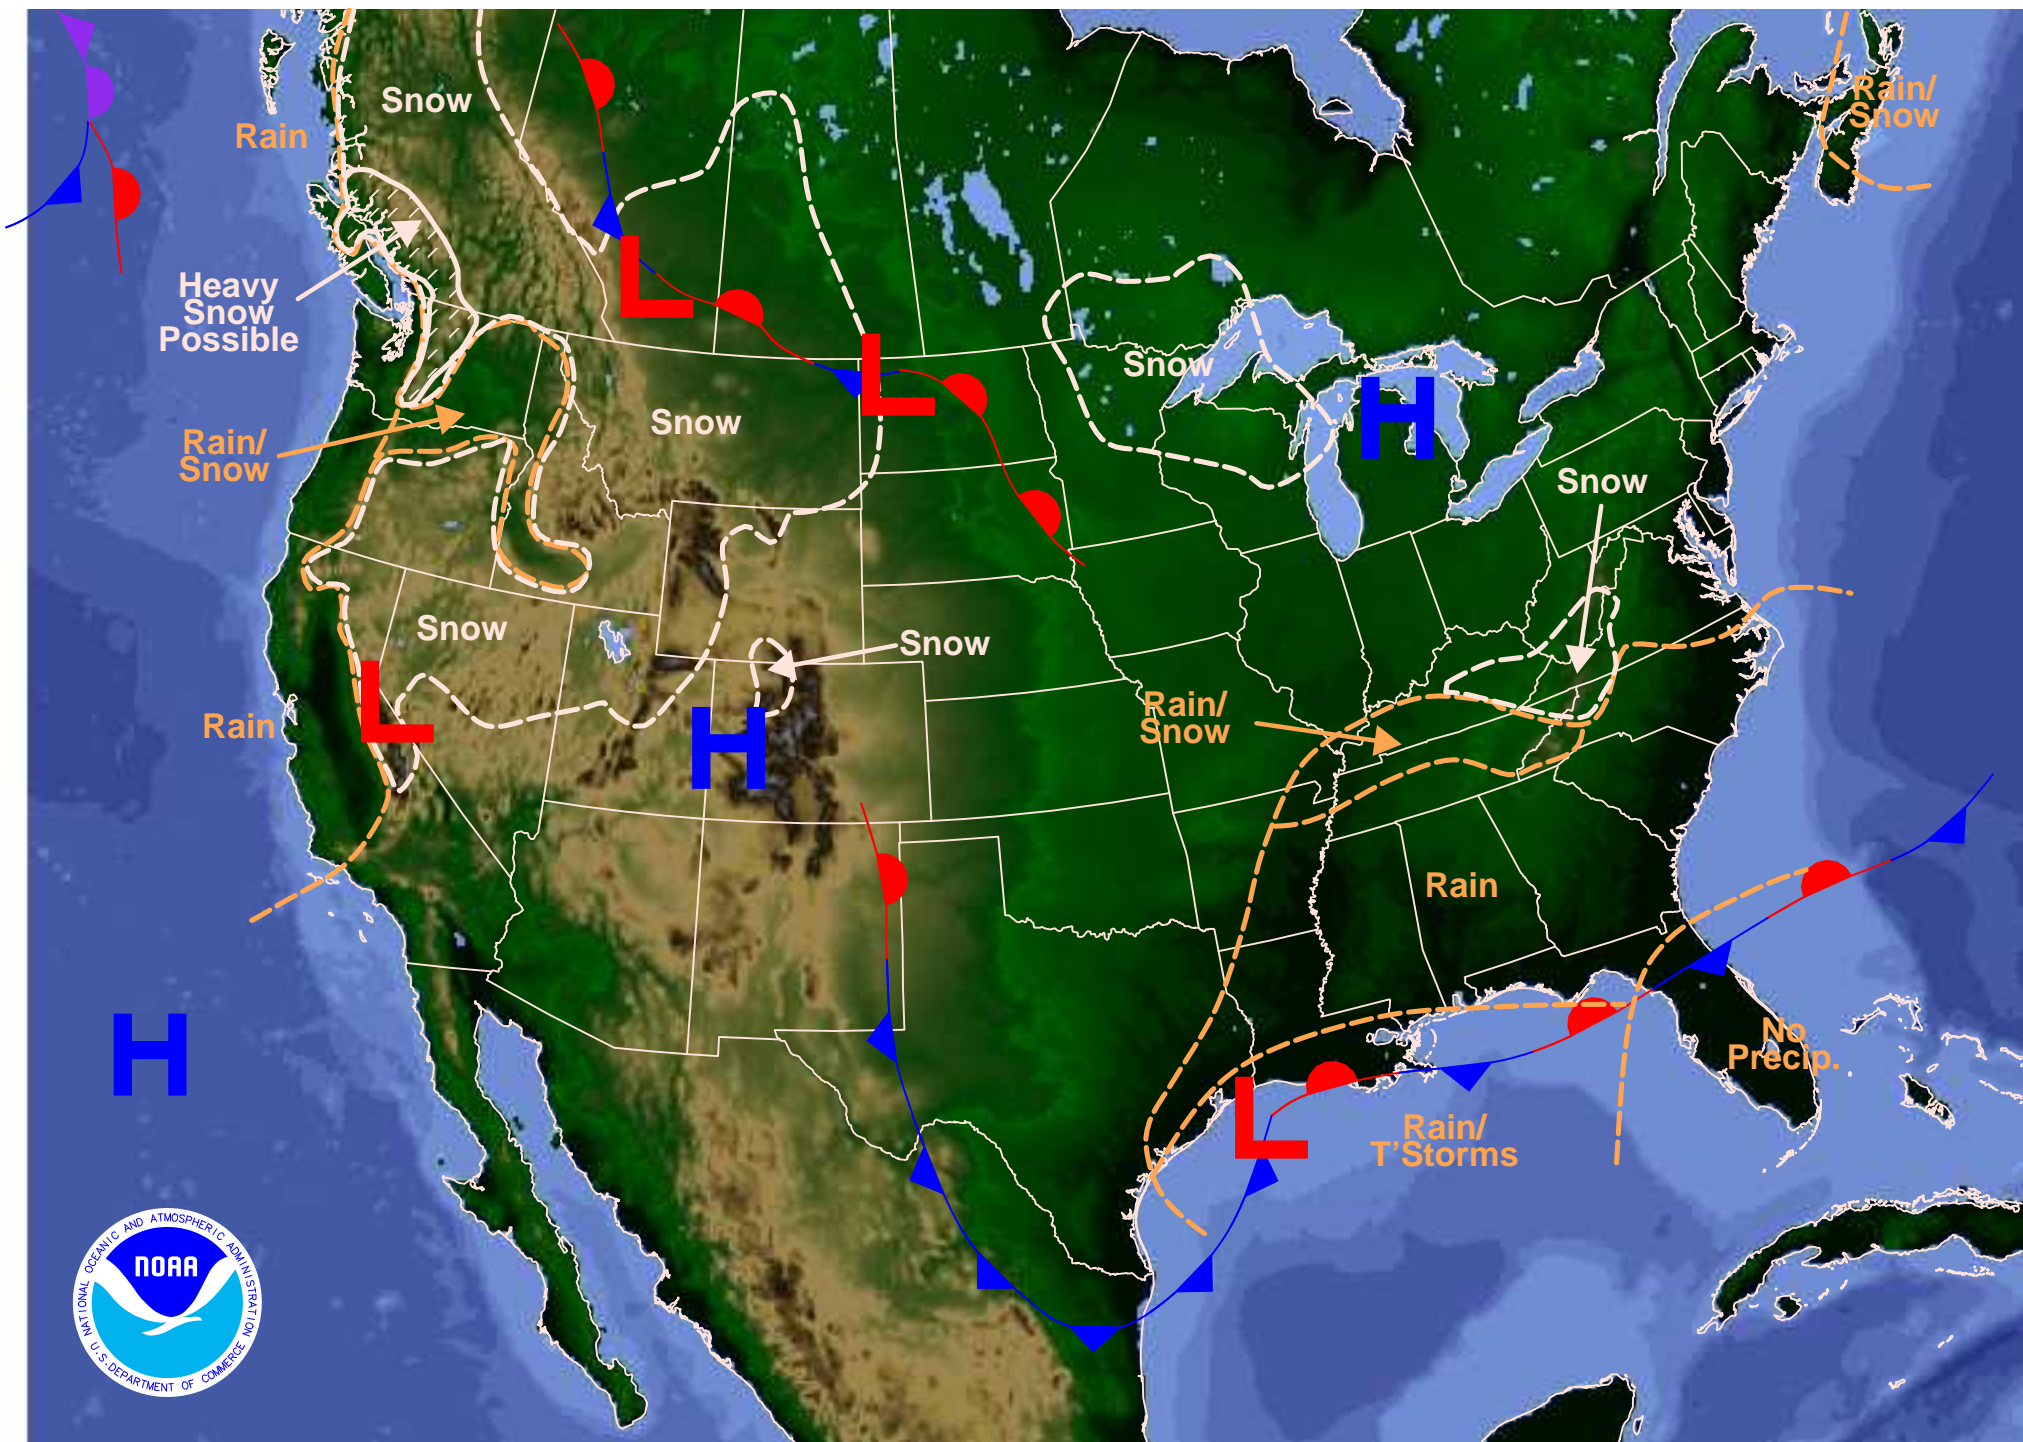 Snow
Rain
Rain/
Snow
Heavy
Snow
Possible
Snow
Snow
Rain/
Snow
Snow
Snow
Snow
Rain
Rain/
Snow
Rain
No
Precip.
Rain/
T'Storms
L
L
H
L
H
H
L
NATIONAL OCEANIC AND ATMOSPHERIC ADMINISTRATION
NOAA
U.S. DEPARTMENT OF COMMERCE